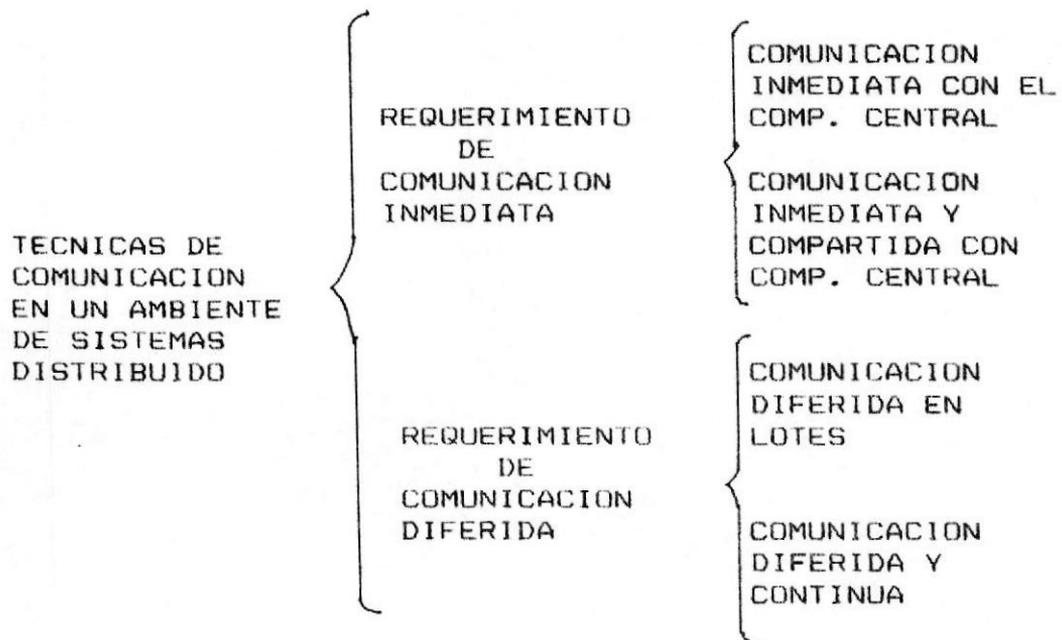 TECNICAS DE
COMUNICACION
EN UN AMBIENTE
DE SISTEMAS
DISTRIBUIDO
REQUERIMIENTO
DE
COMUNICACION
INMEDIATA
COMUNICACION
INMEDIATA CON EL
COMP. CENTRAL
COMUNICACION
INMEDIATA Y
COMPARTIDA CON
COMP. CENTRAL
REQUERIMIENTO
DE
COMUNICACION
DIFERIDA
COMUNICACION
DIFERIDA EN
LOTES
COMUNICACION
DIFERIDA Y
CONTINUA